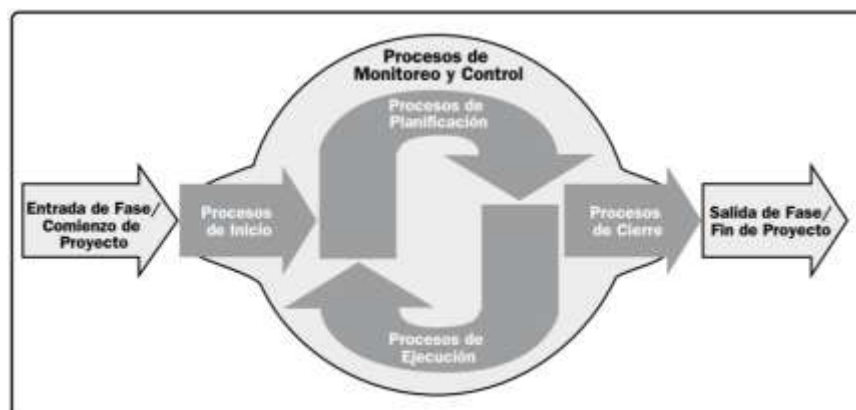 Procesos de
Monitoreo y Control
Procesos de
Planificación
Entrada de Fase/
Comienzo de
Proyecto
Procesos
de Inicio
Procesos
de Cierre
Salida de Fase/
Fin de Proyecto
Procesos de
Ejecución